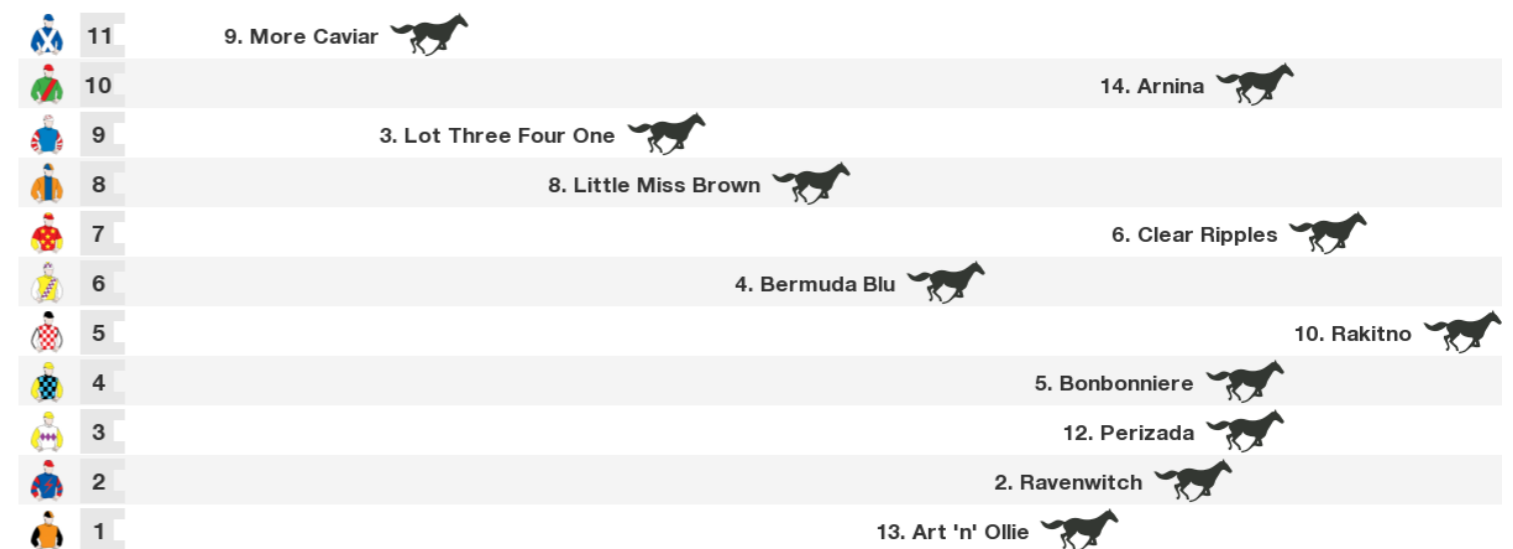 11 9. More Caviar
10 14. Arnina
9 3. Lot Three Four One
8 8. Little Miss Brown
7 6. Clear Ripples
6 4. Bermuda Blu
5 10. Rakitno
4 5. Bonbonniere
3 12. Perizada
2 2. Ravenwitch
1 13. Art 'n' Ollie